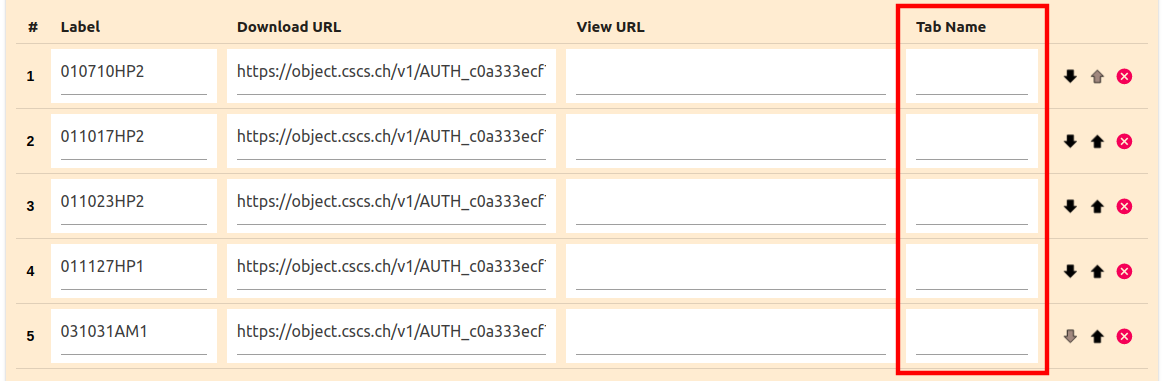 # Label Download URL View URL Tab Name
1 010710HP2 https://object.cscs.ch/v1/AUTH_c0a333ecf
2 011017HP2 https://object.cscs.ch/v1/AUTH_c0a333ecf
3 011023HP2 https://object.cscs.ch/v1/AUTH_c0a333ecf
4 011127HP1 https://object.cscs.ch/v1/AUTH_c0a333ecf
5 031031AM1 https://object.cscs.ch/v1/AUTH_c0a333ecf